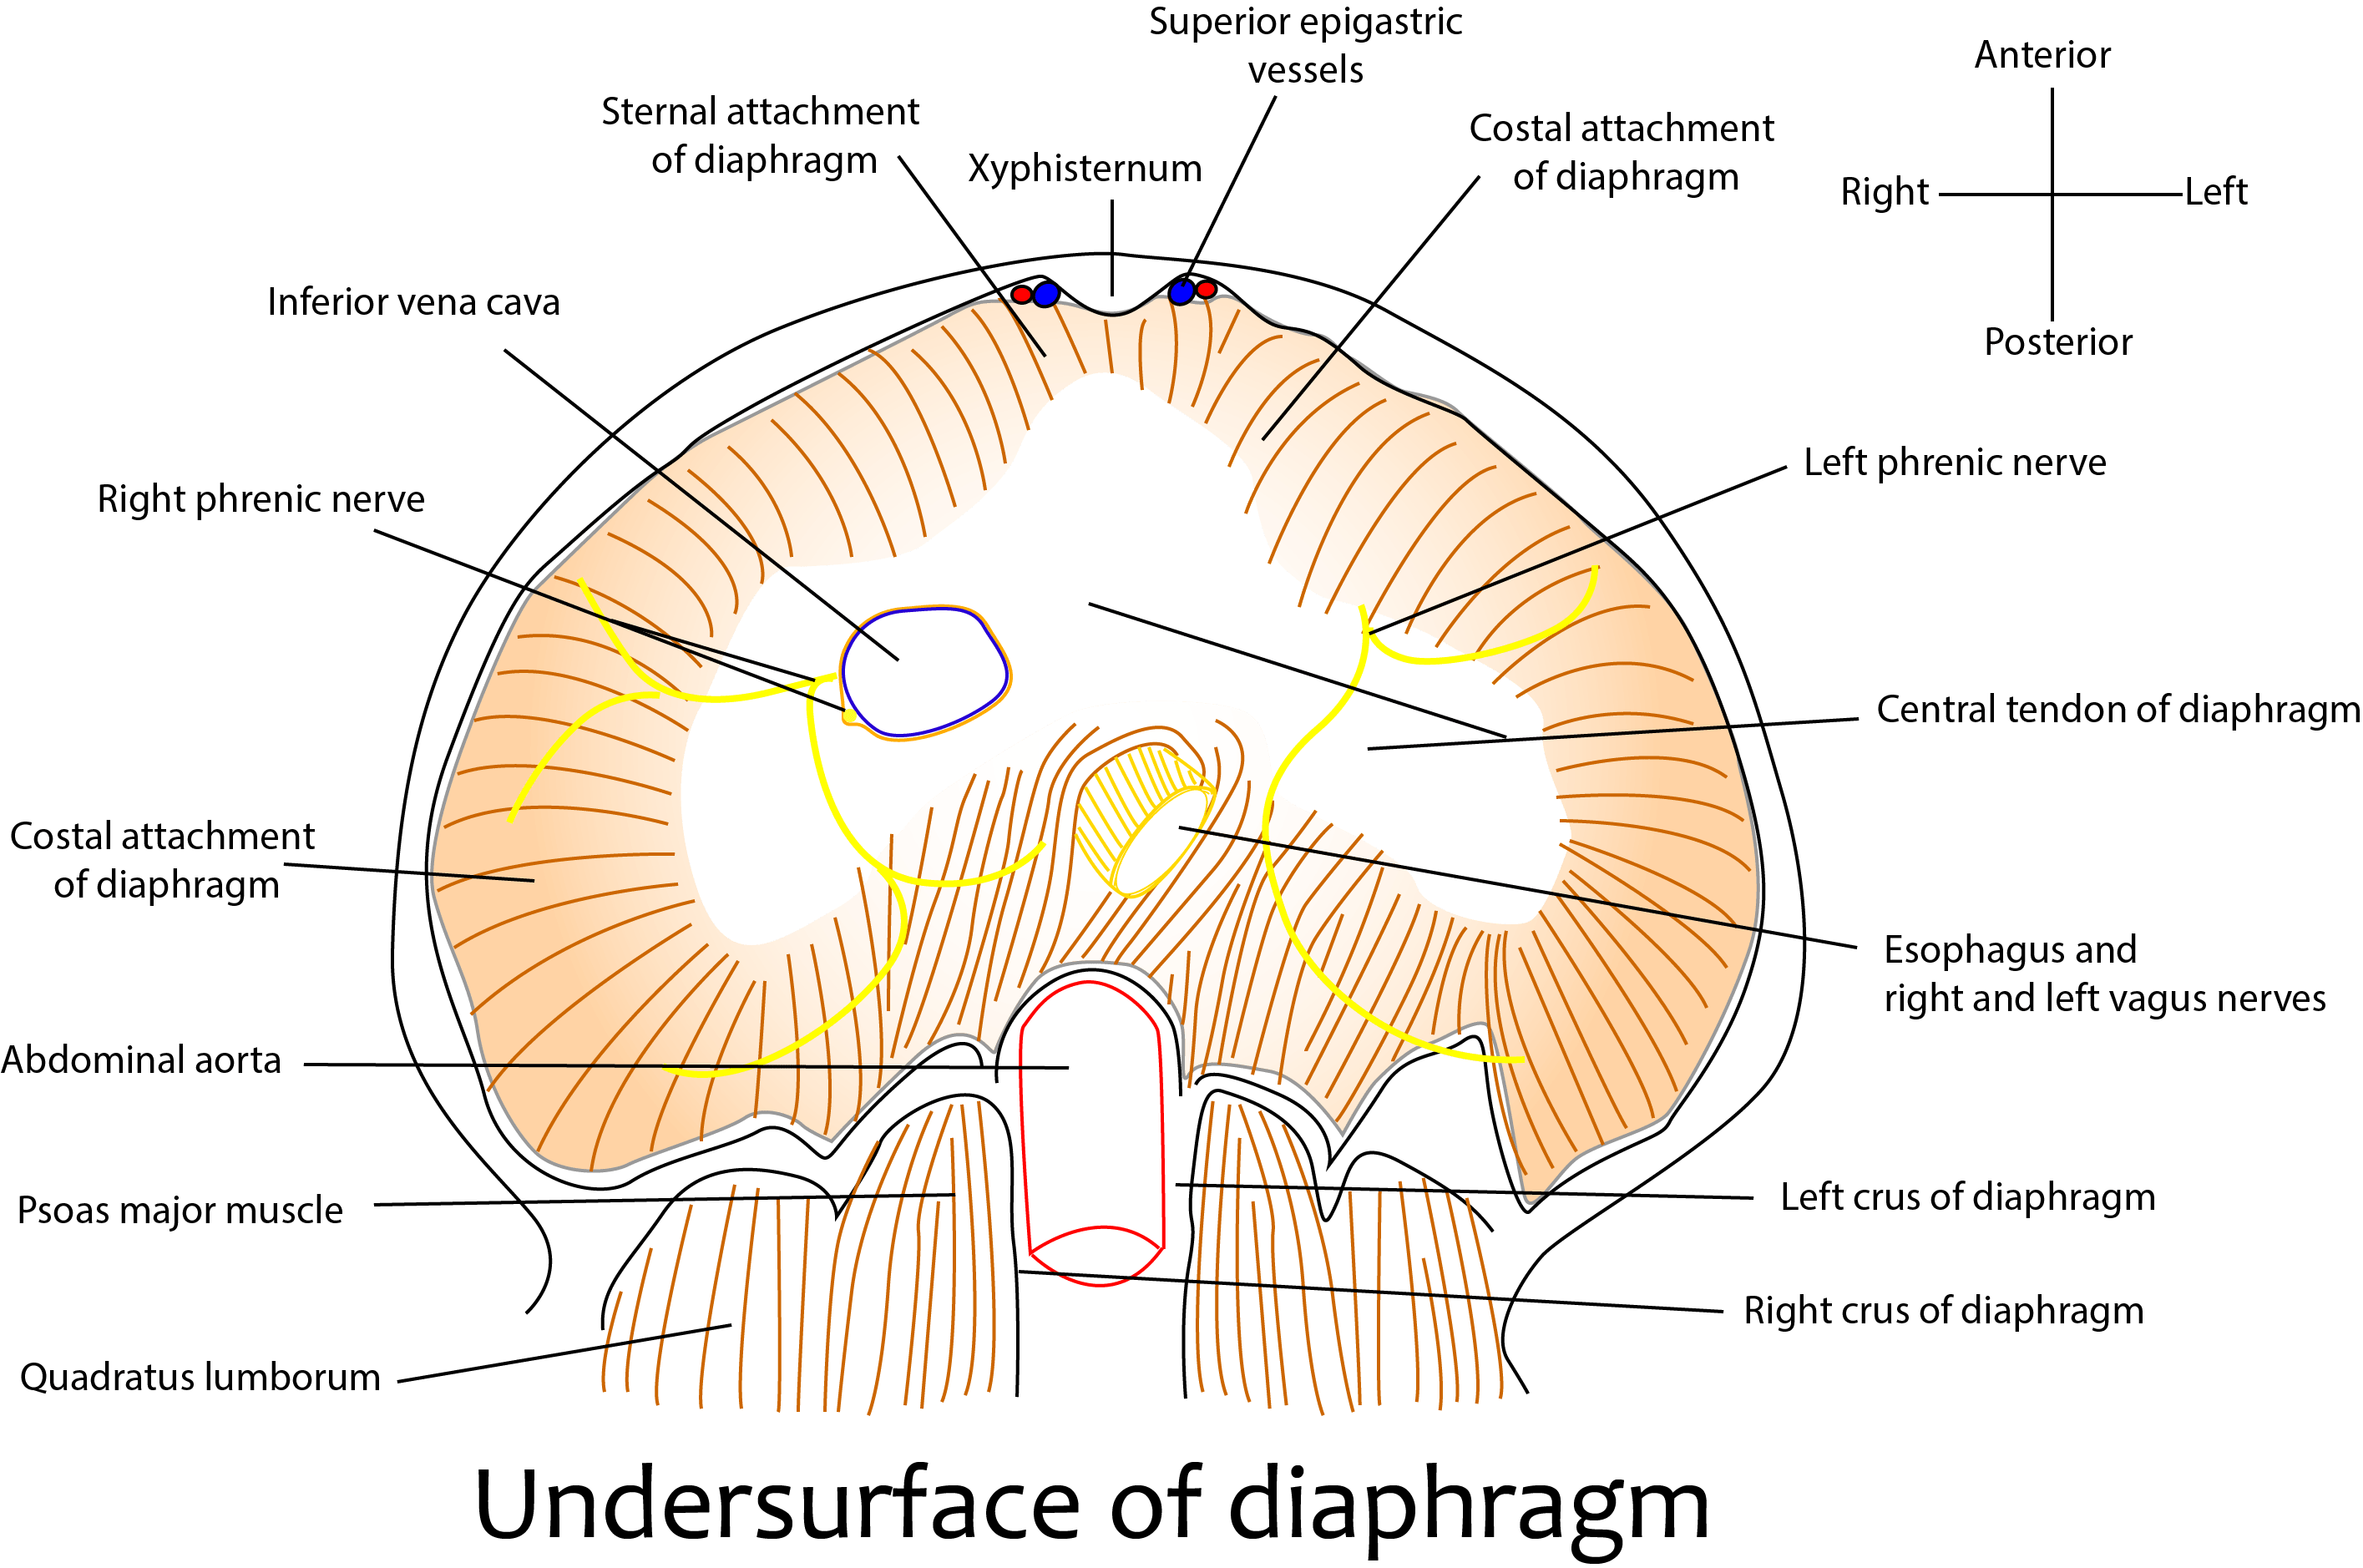 Superior epigastric
vessels
Anterior
Sternal attachment
of diaphragm
Costal attachment
of diaphragm
Xyphisternum
Right
Left
Inferior vena cava
Posterior
Left phrenic nerve
Right phrenic nerve
Central tendon of diaphragm
Costal attachment
of diaphragm
Esophagus and
right and left vagus nerves
Abdominal aorta
Psoas major muscle
Left crus of diaphragm
Right crus of diaphragm
Quadratus lumborum
Undersurface of diaphragm